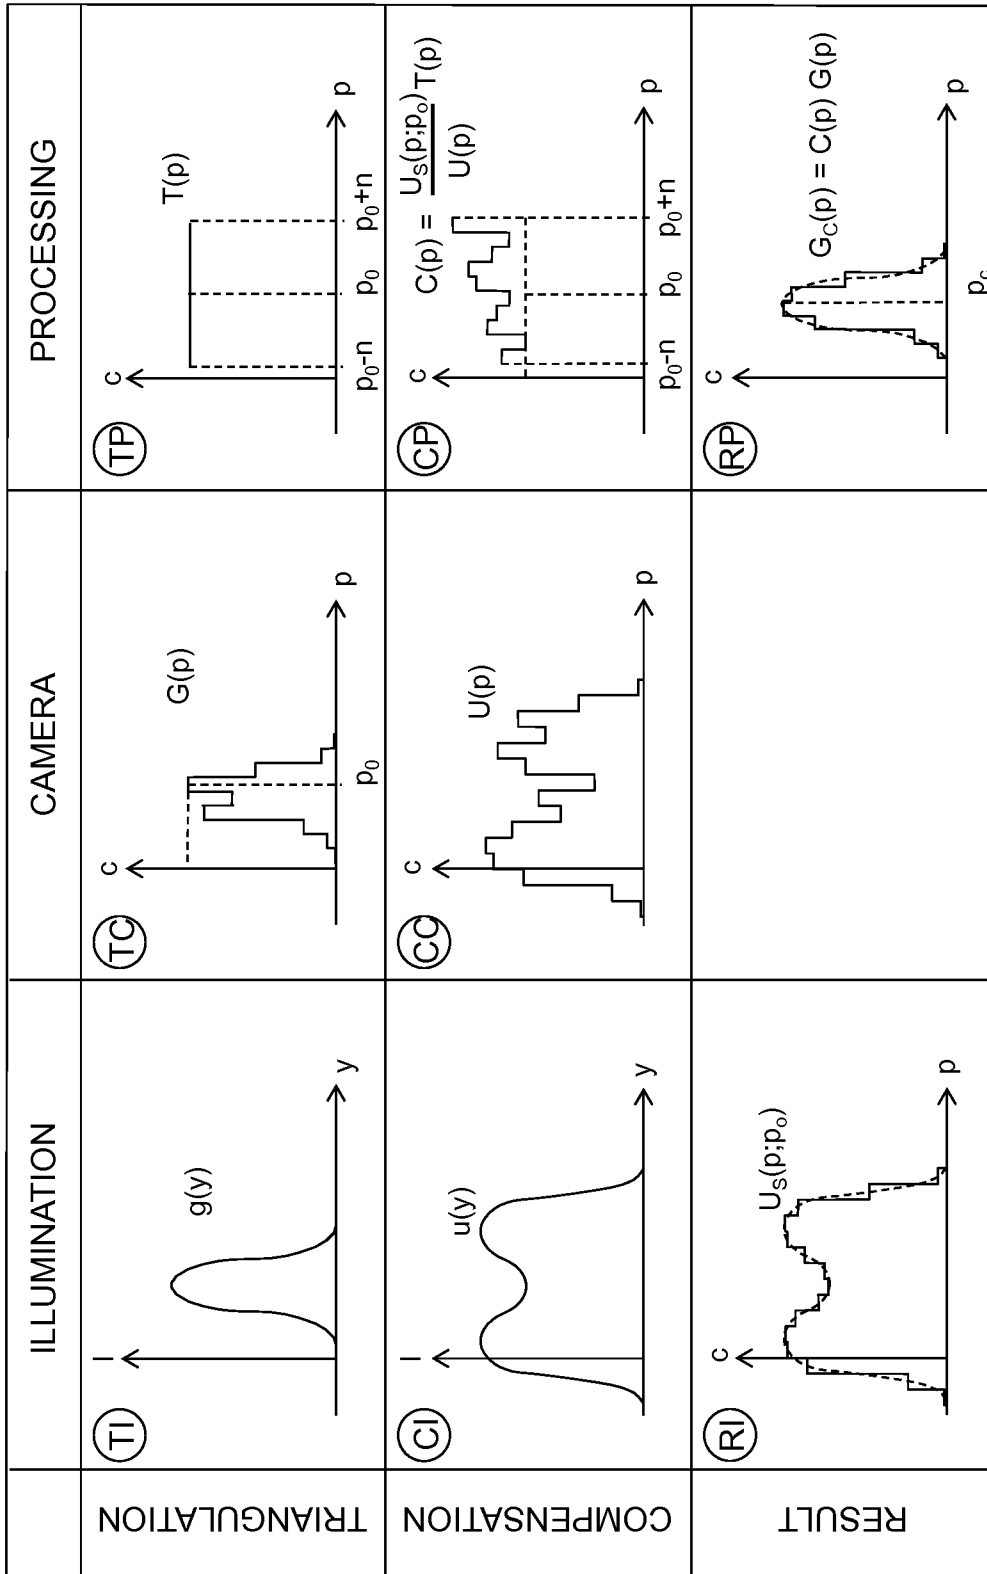 ILLUMINATION
CAMERA
PROCESSING
TRIANGULATION
TI
I
g(y)
y
TC
c
G(p)
p₀
p
TP
c
T(p)
p₀-n
p₀
p₀+n
p
COMPENSATION
CI
I
u(y)
y
CC
c
U(p)
p
CP
c
C(p) = U_S(p;p₀)/U(p) T(p)
p₀-n
p₀
p₀+n
p
RESULT
RI
c
U_S(p;p₀)
p
RP
c
G_C(p) = C(p) G(p)
p_c
p